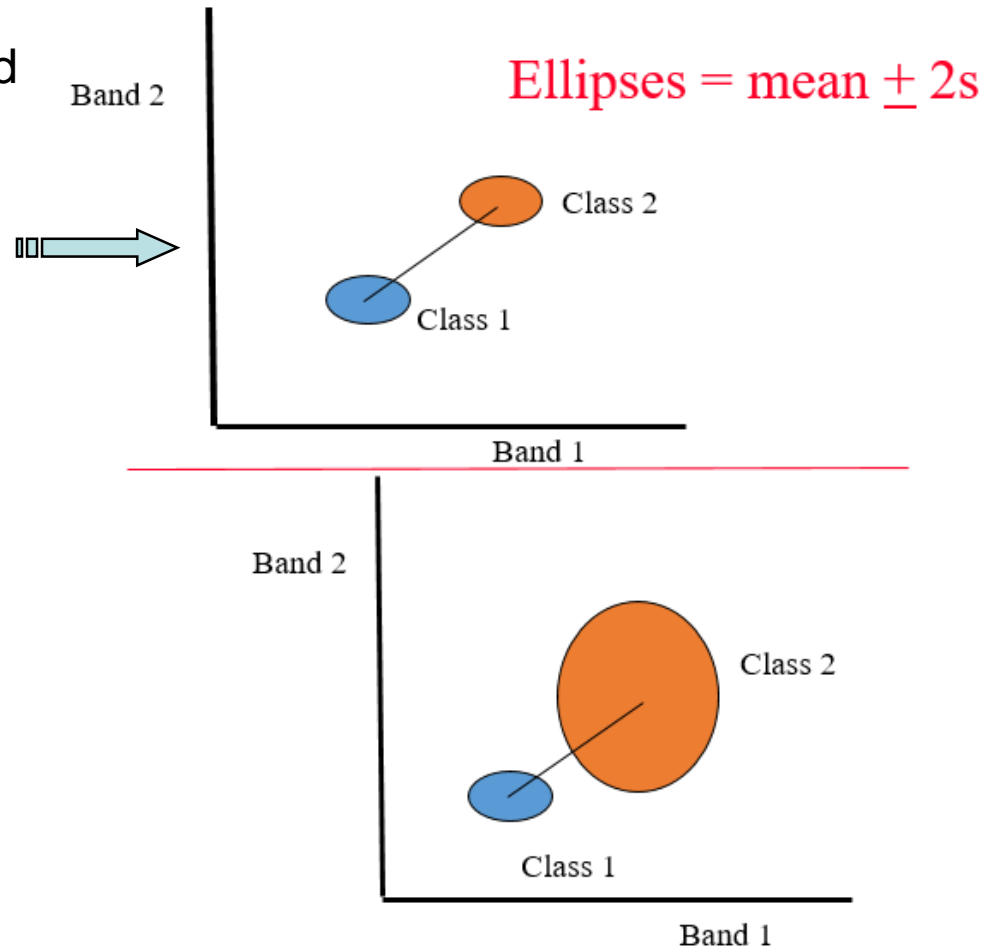 d
Ellipses = mean ± 2s
Band 2
Class 2
Class 1
Band 1
Band 2
Class 2
Class 1
Band 1